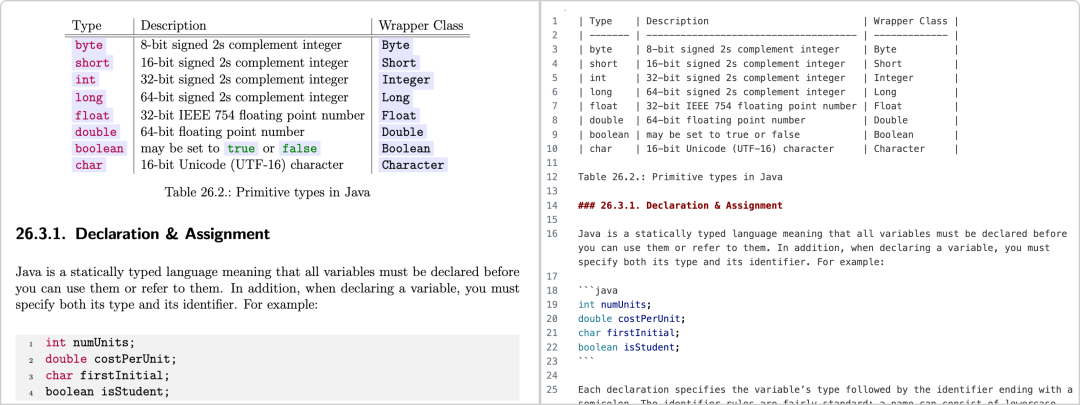 Type Description Wrapper Class
byte 8-bit signed 2s complement integer Byte
short 16-bit signed 2s complement integer Short
int 32-bit signed 2s complement integer Integer
long 64-bit signed 2s complement integer Long
float 32-bit IEEE 754 floating point number Float
double 64-bit floating point number Double
boolean may be set to true or false Boolean
char 16-bit Unicode (UTF-16) character Character
Table 26.2.: Primitive types in Java
26.3.1. Declaration & Assignment
Java is a statically typed language meaning that all variables must be declared before
you can use them or refer to them. In addition, when declaring a variable, you must
specify both its type and its identifier. For example:
1 int numUnits;
2 double costPerUnit;
3 char firstInitial;
4 boolean isStudent;
1 | Type | Description | Wrapper Class |
2 | ------- | ----------------------------------- | ------------- |
3 | byte | 8-bit signed 2s complement integer | Byte |
4 | short | 16-bit signed 2s complement integer | Short |
5 | int | 32-bit signed 2s complement integer | Integer |
6 | long | 64-bit signed 2s complement integer | Long |
7 | float | 32-bit IEEE 754 floating point number | Float |
8 | double | 64-bit floating point number | Double |
9 | boolean | may be set to true or false | Boolean |
10 | char | 16-bit Unicode (UTF-16) character | Character |
11
12 Table 26.2.: Primitive types in Java
13
14 ### 26.3.1. Declaration & Assignment
15
16 Java is a statically typed language meaning that all variables must be declared before
you can use them or refer to them. In addition, when declaring a variable, you must
specify both its type and its identifier. For example:
17
18 ```java
19 int numUnits;
20 double costPerUnit;
21 char firstInitial;
22 boolean isStudent;
23 ```
24
25 Each declaration specifies the variable's type followed by the identifier ending with a
semicolon. The identifier rules are fairly standard: a name can consist of lowercase